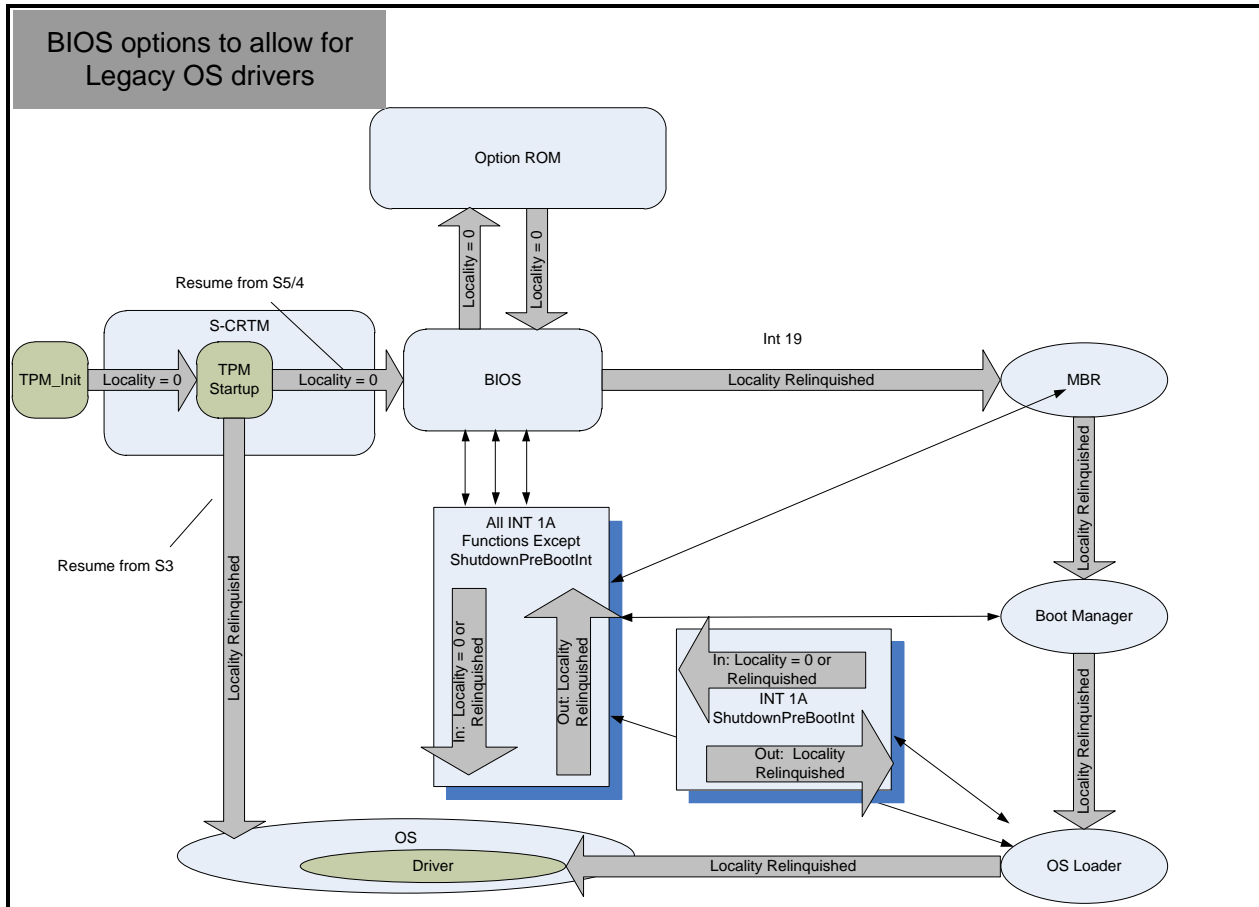 BIOS options to allow for
Legacy OS drivers
Option ROM
Locality = 0
Locality = 0
Resume from S5/4
S-CRTM
Int 19
TPM_Init
Locality = 0
TPM
Startup
Locality = 0
BIOS
Locality Relinquished
MBR
Locality Relinquished
Resume from S3
Locality Relinquished
All INT 1A
Functions Except
ShutdownPreBootInt
In:  Locality = 0 or
Relinquished
Out: Locality
Relinquished
Boot Manager
In: Locality = 0 or
Relinquished
INT 1A
ShutdownPreBootInt
Out:  Locality
Relinquished
Locality Relinquished
OS
Driver
Locality Relinquished
OS Loader